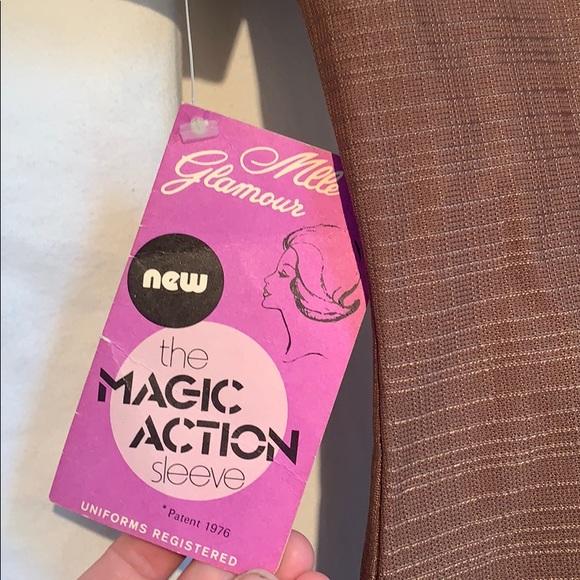 Mlle
Glamour
new
the
MAGIC
ACTION
sleeve
*Patent 1976
UNIFORMS REGISTERED